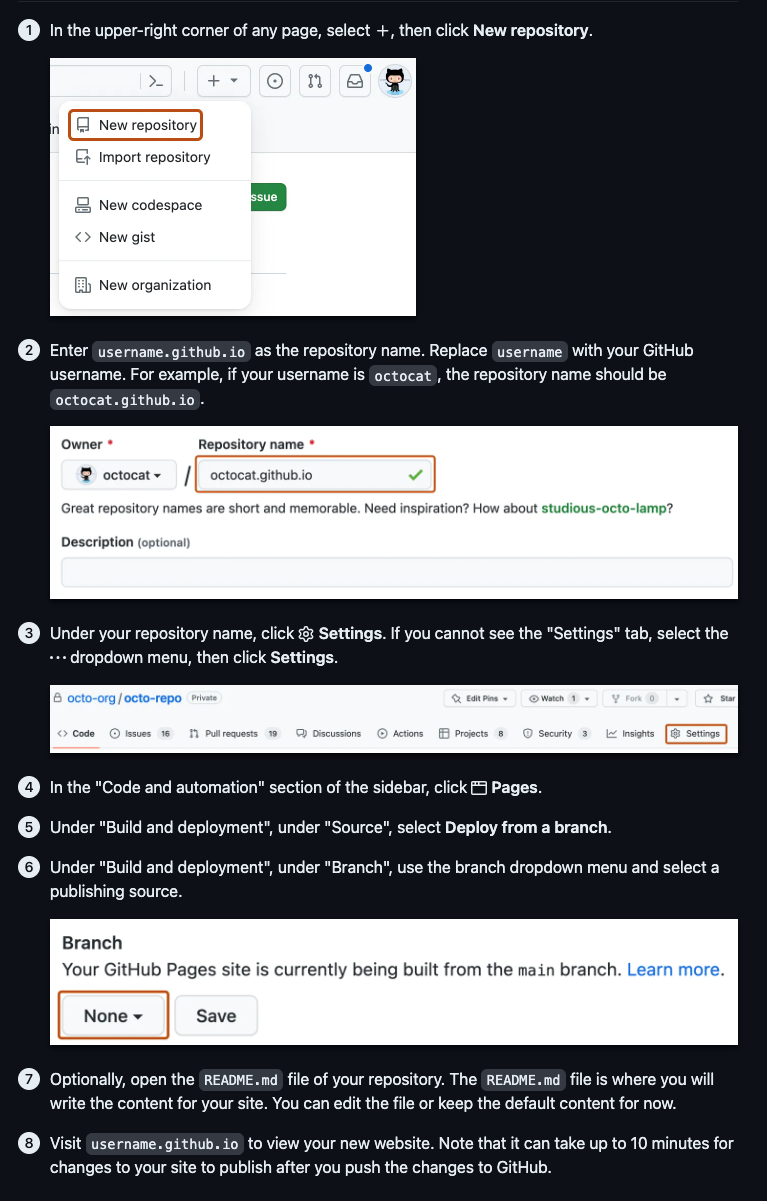 1 In the upper-right corner of any page, select +, then click New repository.
New repository
in
Import repository
New codespace
ssue
New gist
New organization
2 Enter username.github.io as the repository name. Replace username with your GitHub
username. For example, if your username is octocat, the repository name should be
octocat.github.io.
Owner * Repository name *
octocat / octocat.github.io
Great repository names are short and memorable. Need inspiration? How about studious-octo-lamp?
Description (optional)
3 Under your repository name, click Settings. If you cannot see the "Settings" tab, select the
··· dropdown menu, then click Settings.
octo-org / octo-repo Private Edit Pins Watch 1 Fork 0 Star
Code Issues 16 Pull requests 19 Discussions Actions Projects 8 Security 3 Insights Settings
4 In the "Code and automation" section of the sidebar, click Pages.
5 Under "Build and deployment", under "Source", select Deploy from a branch.
6 Under "Build and deployment", under "Branch", use the branch dropdown menu and select a
publishing source.
Branch
Your GitHub Pages site is currently being built from the main branch. Learn more.
None Save
7 Optionally, open the README.md file of your repository. The README.md file is where you will
write the content for your site. You can edit the file or keep the default content for now.
8 Visit username.github.io to view your new website. Note that it can take up to 10 minutes for
changes to your site to publish after you push the changes to GitHub.